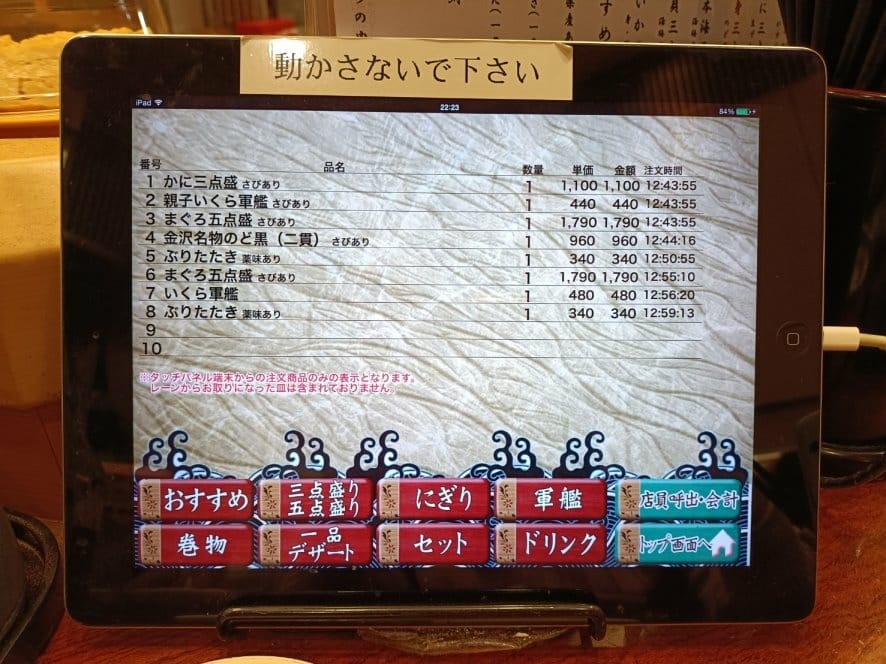 動かさないで下さい
iPad 22:23 84%
番号 品名 数量 単価 金額 注文時間
1 かに三点盛 さびあり 1 1,100 1,100 12:43:55
2 親子いくら軍艦 さびあり 1 440 440 12:43:55
3 まぐろ五点盛 さびあり 1 1,790 1,790 12:43:55
4 金沢名物のど黒（二貫） さびあり 1 960 960 12:44:16
5 ぶりたたき 薬味あり 1 340 340 12:50:55
6 まぐろ五点盛 さびあり 1 1,790 1,790 12:55:10
7 いくら軍艦 1 480 480 12:56:20
8 ぶりたたき 薬味あり 1 340 340 12:59:13
9
10
※タッチパネル端末からの注文商品のみの表示となります。
レーンからお取りになった皿は含まれておりません。
おすすめ 三点盛り 五点盛り にぎり 軍艦 店員呼出・会計
巻物 一品 デザート セット ドリンク トップ画面へ